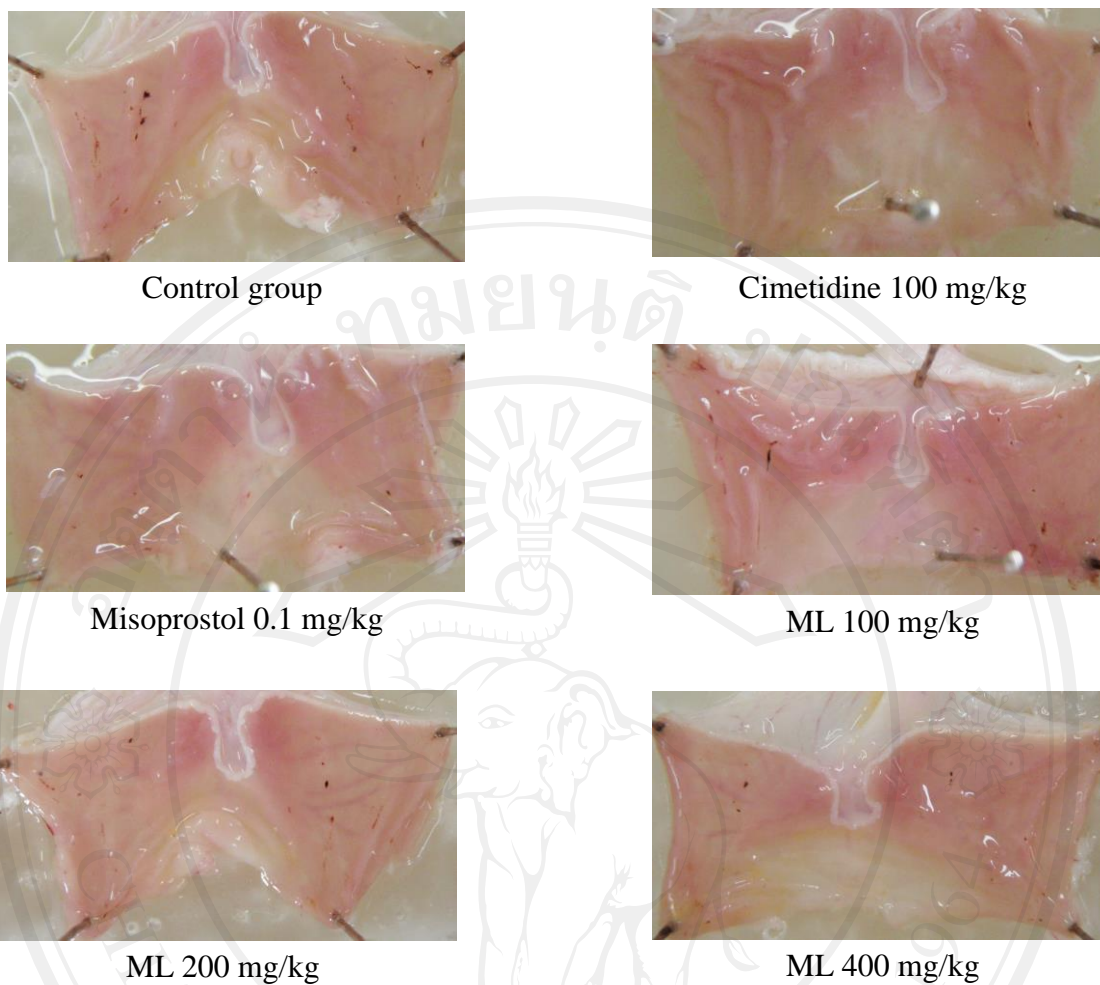 Control group
Cimetidine 100 mg/kg
Misoprostol 0.1 mg/kg
ML 100 mg/kg
ML 200 mg/kg
ML 400 mg/kg